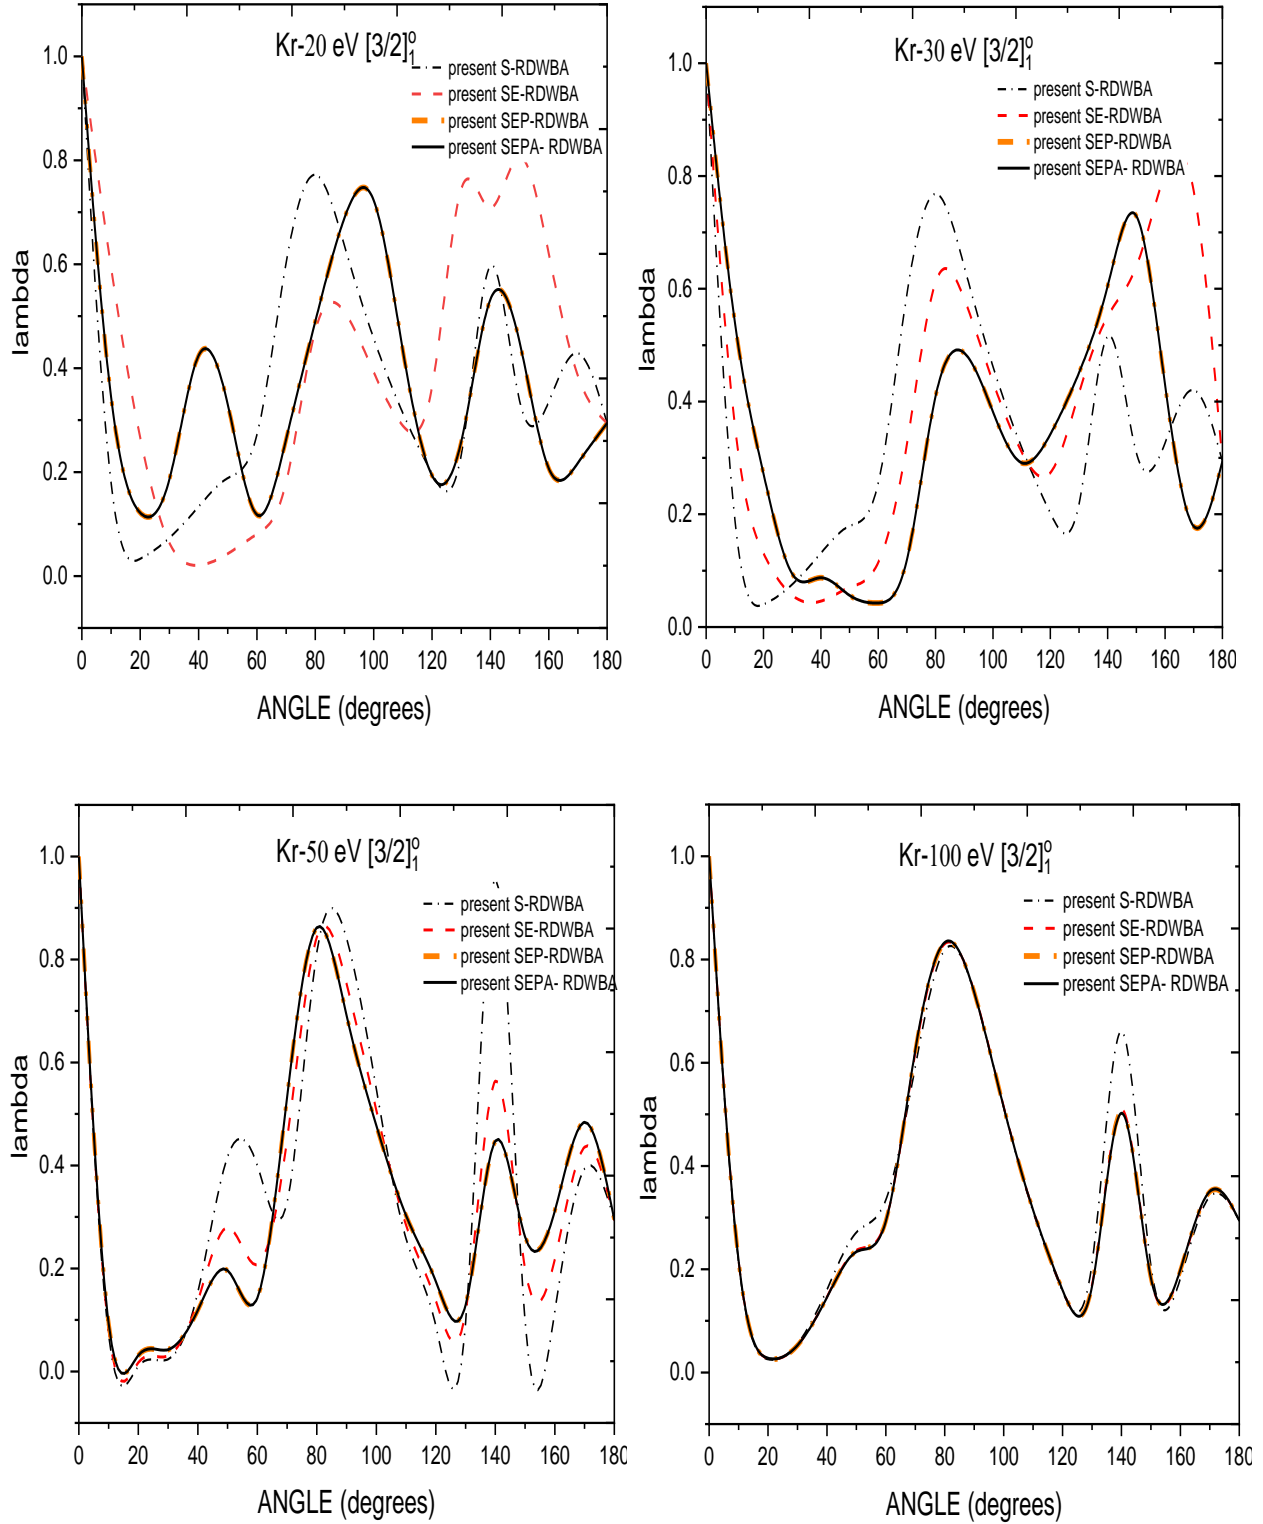 Kr-20 eV [3/2]₁ᵒ
present S-RDWBA
present SE-RDWBA
present SEP-RDWBA
present SEPA- RDWBA
lambda
1.0
0.8
0.6
0.4
0.2
0.0
0 20 40 60 80 100 120 140 160 180
ANGLE (degrees)
Kr-30 eV [3/2]₁ᵒ
present S-RDWBA
present SE-RDWBA
present SEP-RDWBA
present SEPA- RDWBA
lambda
1.0
0.8
0.6
0.4
0.2
0.0
0 20 40 60 80 100 120 140 160 180
ANGLE (degrees)
Kr-50 eV [3/2]₁ᵒ
present S-RDWBA
present SE-RDWBA
present SEP-RDWBA
present SEPA- RDWBA
lambda
1.0
0.8
0.6
0.4
0.2
0.0
0 20 40 60 80 100 120 140 160 180
ANGLE (degrees)
Kr-100 eV [3/2]₁ᵒ
present S-RDWBA
present SE-RDWBA
present SEP-RDWBA
present SEPA- RDWBA
lambda
1.0
0.8
0.6
0.4
0.2
0.0
0 20 40 60 80 100 120 140 160 180
ANGLE (degrees)